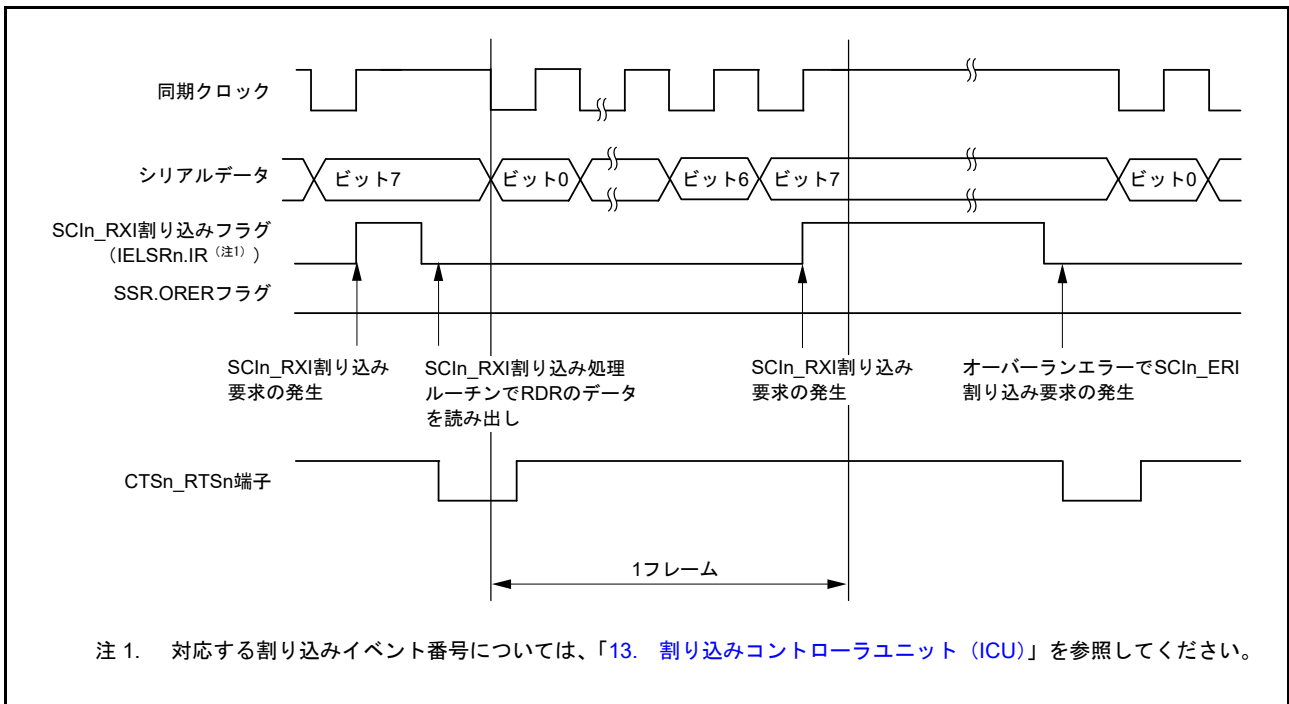 同期クロック
シリアルデータ
ビット7
ビット0
ビット6
ビット7
ビット0
SCIn_RXI割り込みフラグ
（IELSRn.IR（注1））
SSR.ORERフラグ
SCIn_RXI割り込み
要求の発生
SCIn_RXI割り込み処理
ルーチンでRDRのデータ
を読み出し
SCIn_RXI割り込み
要求の発生
オーバーランエラーでSCIn_ERI
割り込み要求の発生
CTSn_RTSn端子
1フレーム
注 1. 対応する割り込みイベント番号については、「13. 割り込みコントローラユニット（ICU）」を参照してください。